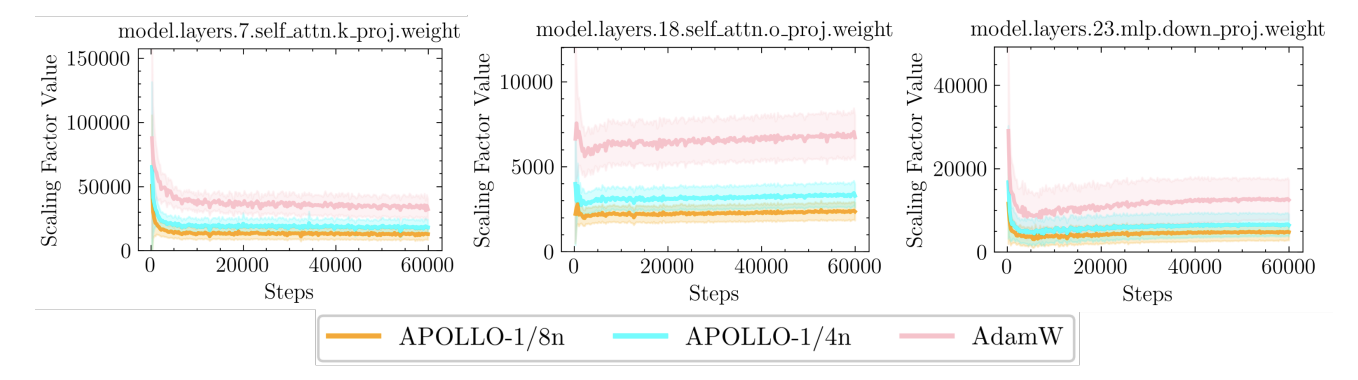 model.layers.7.self_attn.k_proj.weight
Scaling Factor Value
150000
100000
50000
0
0 20000 40000 60000
Steps
model.layers.18.self_attn.o_proj.weight
Scaling Factor Value
10000
5000
0
0 20000 40000 60000
Steps
model.layers.23.mlp.down_proj.weight
Scaling Factor Value
40000
20000
0
0 20000 40000 60000
Steps
APOLLO-1/8n APOLLO-1/4n AdamW